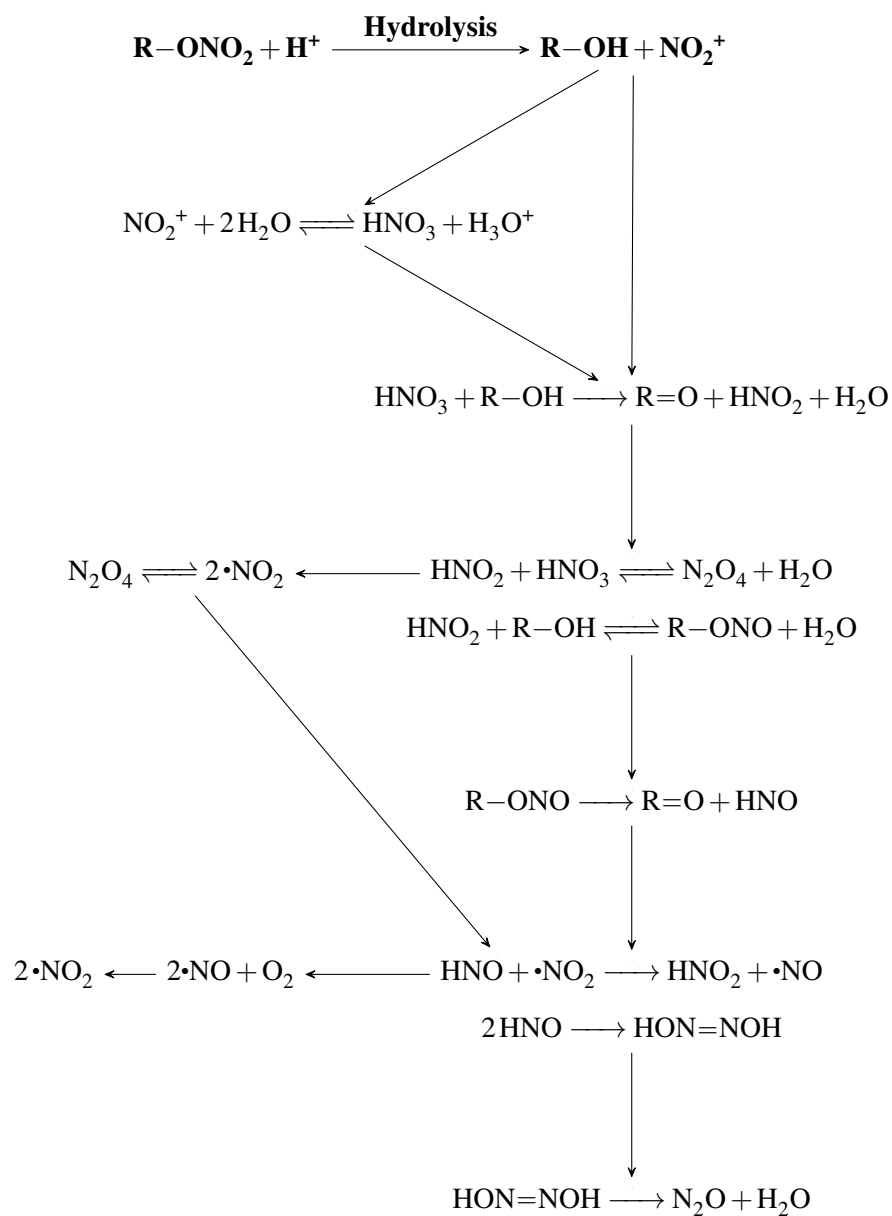 Hydrolysis
R−ONO₂ + H⁺ ⟶ R−OH + NO₂⁺
NO₂⁺ + 2H₂O ⇌ HNO₃ + H₃O⁺
HNO₃ + R−OH ⟶ R=O + HNO₂ + H₂O
N₂O₄ ⇌ 2•NO₂ ⟵ HNO₂ + HNO₃ ⇌ N₂O₄ + H₂O
HNO₂ + R−OH ⇌ R−ONO + H₂O
R−ONO ⟶ R=O + HNO
2•NO₂ ⟵ 2•NO + O₂ ⟵ HNO + •NO₂ ⟶ HNO₂ + •NO
2HNO ⟶ HON=NOH
HON=NOH ⟶ N₂O + H₂O